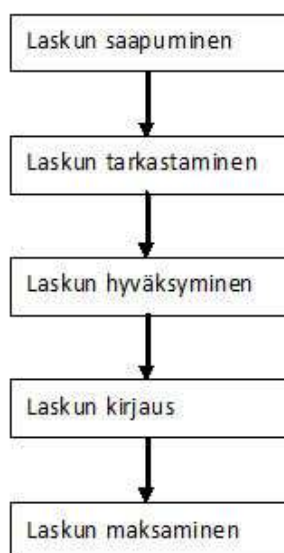 Laskun saapuminen
Laskun tarkastaminen
Laskun hyväksyminen
Laskun kirjaus
Laskun maksaminen